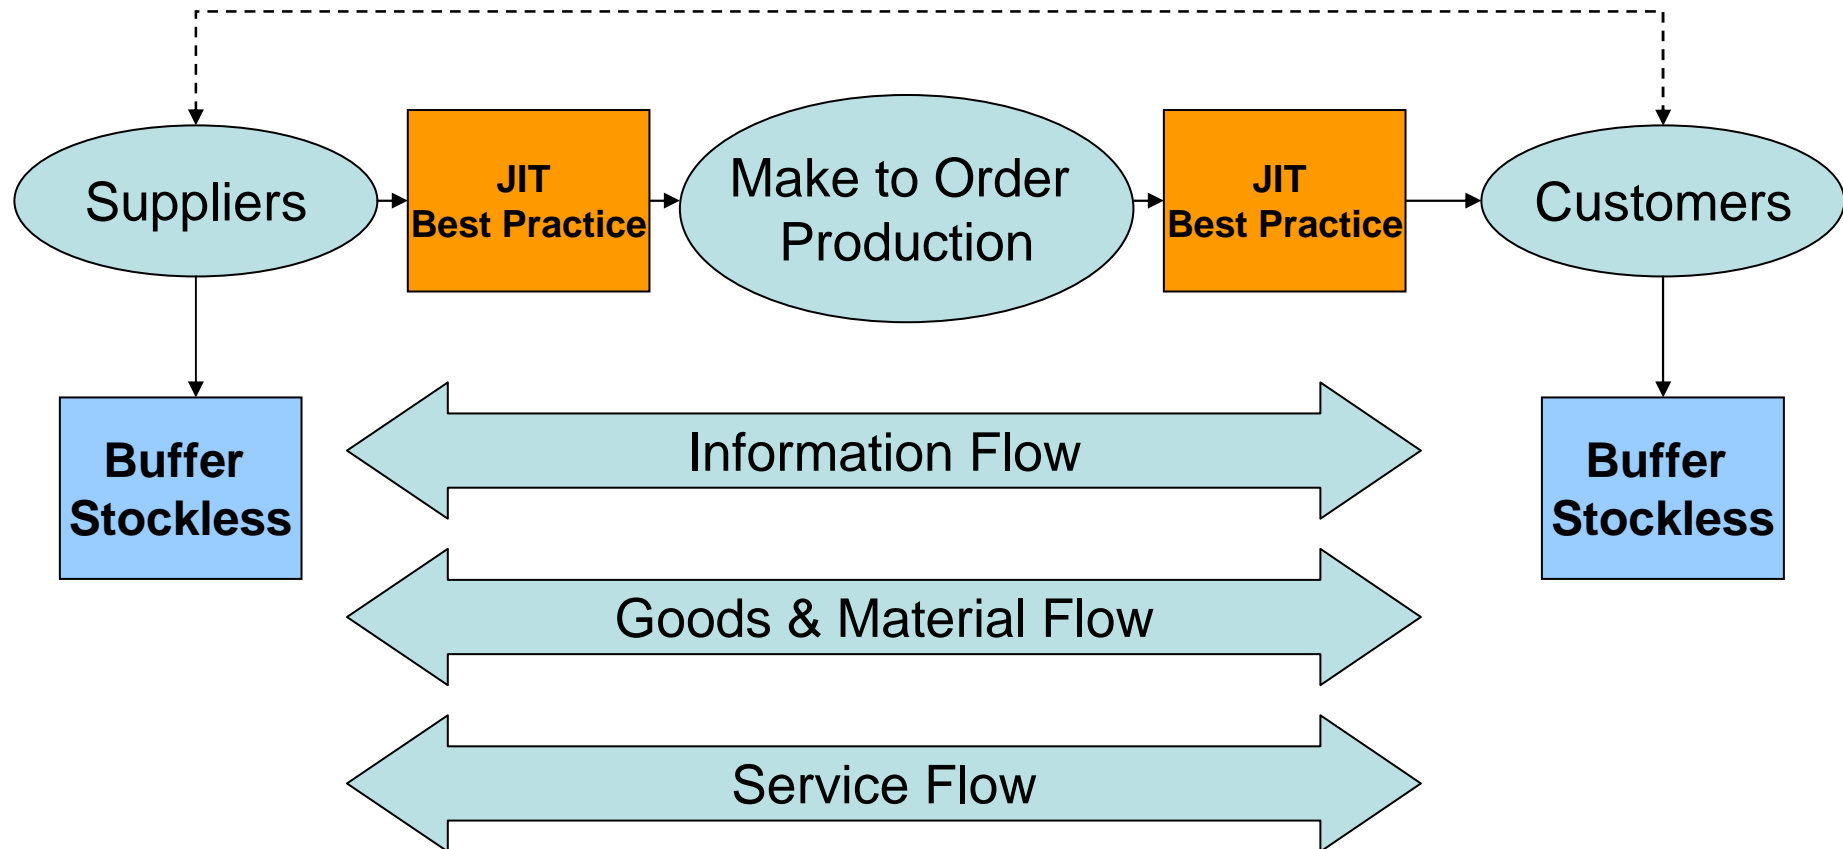 Suppliers
JIT
Best Practice
Make to Order
Production
JIT
Best Practice
Customers
Buffer
Stockless
Information Flow
Buffer
Stockless
Goods & Material Flow
Service Flow